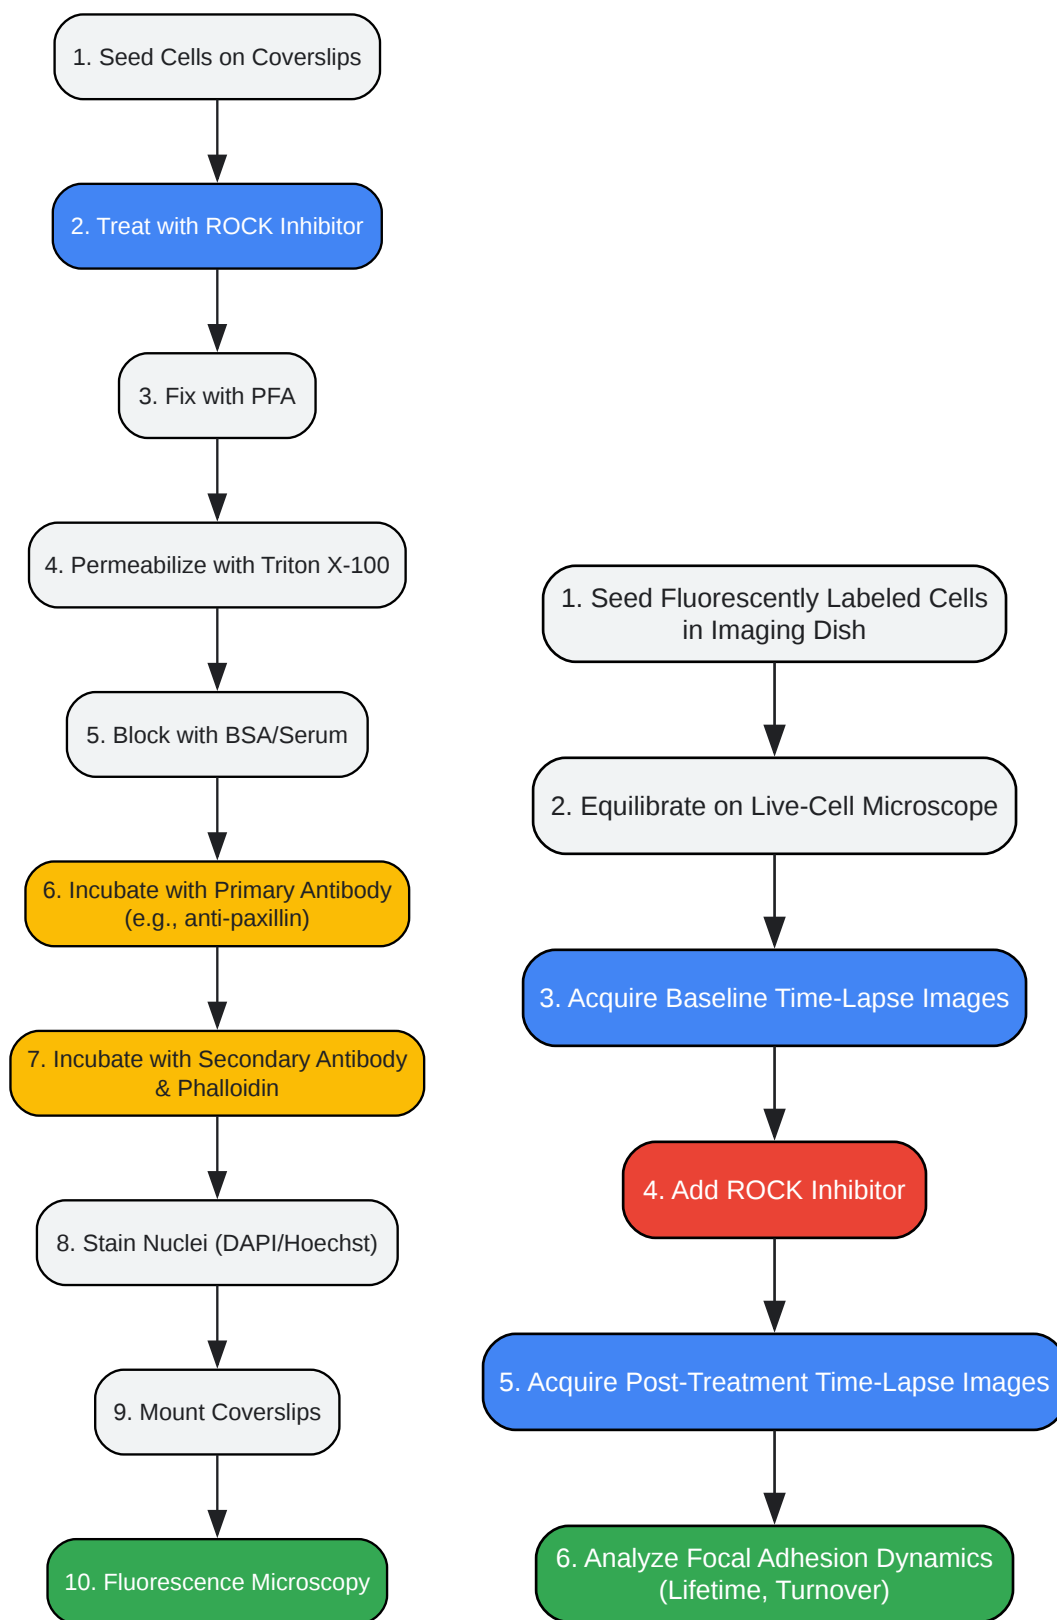 1. Seed Cells on Coverslips
2. Treat with ROCK Inhibitor
3. Fix with PFA
4. Permeabilize with Triton X-100
5. Block with BSA/Serum
6. Incubate with Primary Antibody
(e.g., anti-paxillin)
7. Incubate with Secondary Antibody
& Phalloidin
8. Stain Nuclei (DAPI/Hoechst)
9. Mount Coverslips
10. Fluorescence Microscopy
1. Seed Fluorescently Labeled Cells
in Imaging Dish
2. Equilibrate on Live-Cell Microscope
3. Acquire Baseline Time-Lapse Images
4. Add ROCK Inhibitor
5. Acquire Post-Treatment Time-Lapse Images
6. Analyze Focal Adhesion Dynamics
(Lifetime, Turnover)